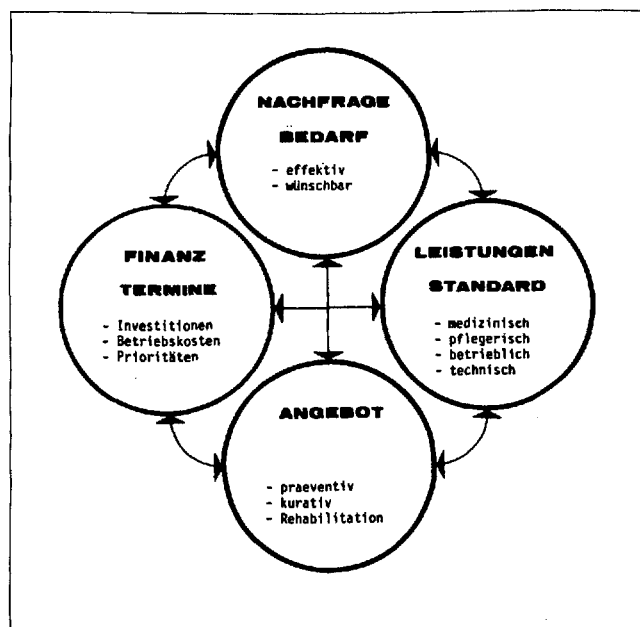 NACHFRAGE
BEDARF
- effektiv
- wünschbar
FINANZ
TERMINE
- Investitionen
- Betriebskosten
- Prioritäten
LEISTUNGEN
STANDARD
- medizinisch
- pflegerisch
- betrieblich
- technisch
ANGEBOT
- praeventiv
- kurativ
- Rehabilitation